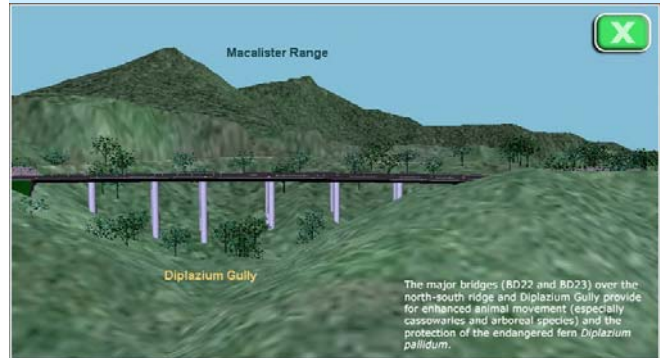 Macalister Range
X
Diplazium Gully
The major bridges (BD22 and BD23) over the
north-south ridge and Diplazium Gully provide
for enhanced animal movement (especially
cassowaries and arboreal species) and the
protection of the endangered fern Diplazium
pallidum.